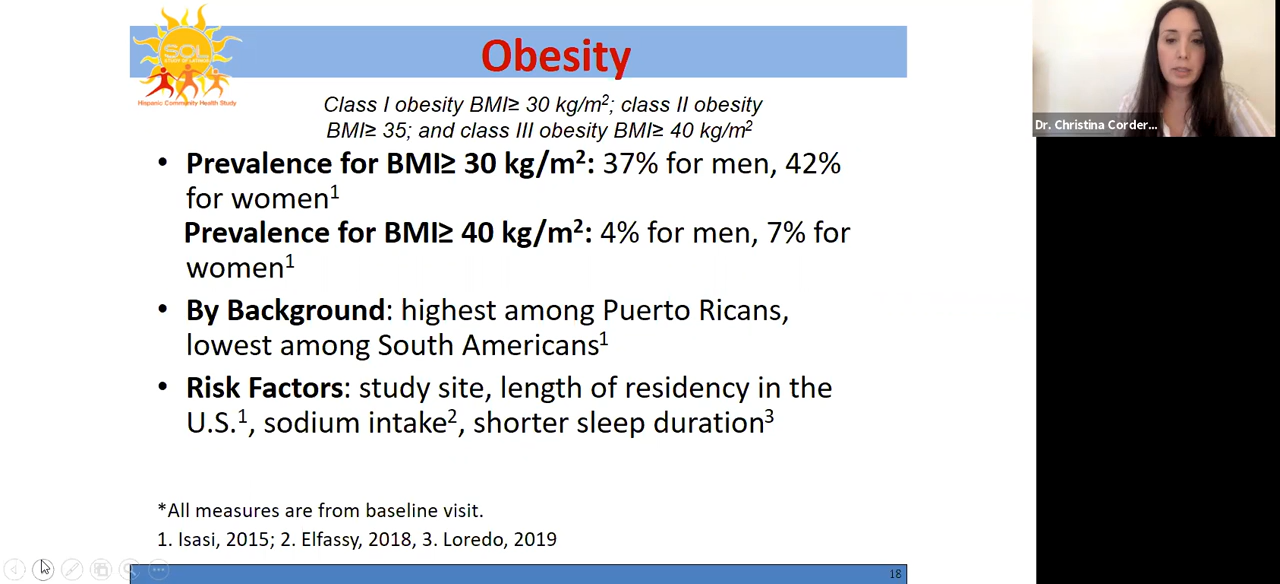 SOL
STUDY OF LATINOS
Hispanic Community Health Study
Obesity
Class I obesity BMI≥ 30 kg/m²; class II obesity
BMI≥ 35; and class III obesity BMI≥ 40 kg/m²
• Prevalence for BMI≥ 30 kg/m²: 37% for men, 42%
for women¹
Prevalence for BMI≥ 40 kg/m²: 4% for men, 7% for
women¹
• By Background: highest among Puerto Ricans,
lowest among South Americans¹
• Risk Factors: study site, length of residency in the
U.S.¹, sodium intake², shorter sleep duration³
*All measures are from baseline visit.
1. Isasi, 2015; 2. Elfassy, 2018, 3. Loredo, 2019
18
Dr. Christina Corder...